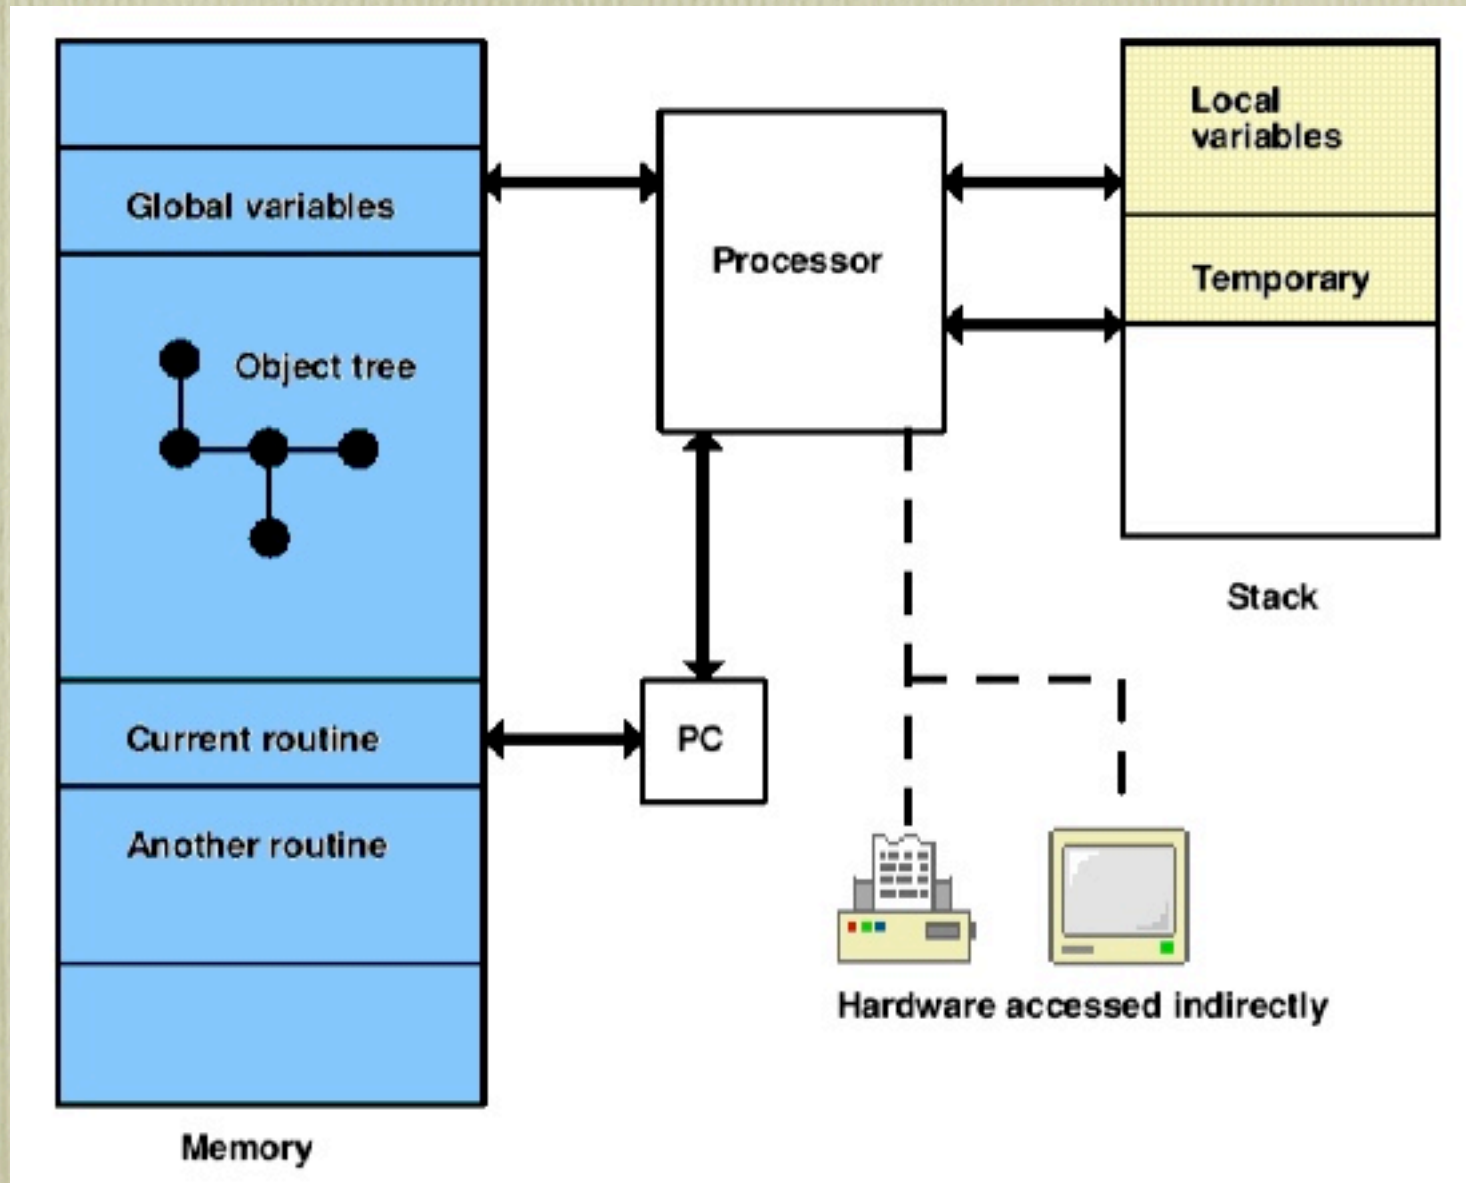 Local
variables
Global variables
Processor
Temporary
Object tree
Stack
Current routine
PC
Another routine
Hardware accessed indirectly
Memory